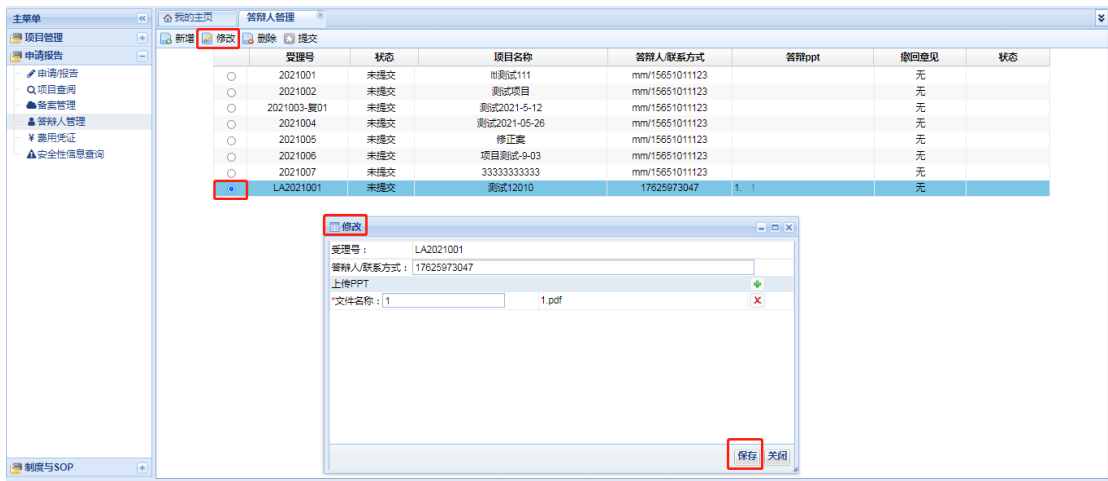 主菜单
我的主页 答辩人管理
项目管理
新增 修改 删除 提交
申请报告
受理号 状态 项目名称 答辩人/联系方式 答辩ppt 撤回意见 状态
申请/报告
2021001 未提交 ltl测试111 mm/15651011123 无
项目查阅
2021002 未提交 测试项目 mm/15651011123 无
备案管理
2021003-复01 未提交 测试2021-5-12 mm/15651011123 无
答辩人管理
2021004 未提交 测试2021-05-26 mm/15651011123 无
¥ 费用凭证
2021005 未提交 修正案 mm/15651011123 无
安全性信息查询
2021006 未提交 项目测试-9-03 mm/15651011123 无
2021007 未提交 33333333333 mm/15651011123 无
LA2021001 未提交 测试12010 17625973047 1. 1 无
修改
受理号： LA2021001
答辩人/联系方式： 17625973047
上传PPT
*文件名称： 1 1.pdf
保存 关闭
制度与SOP